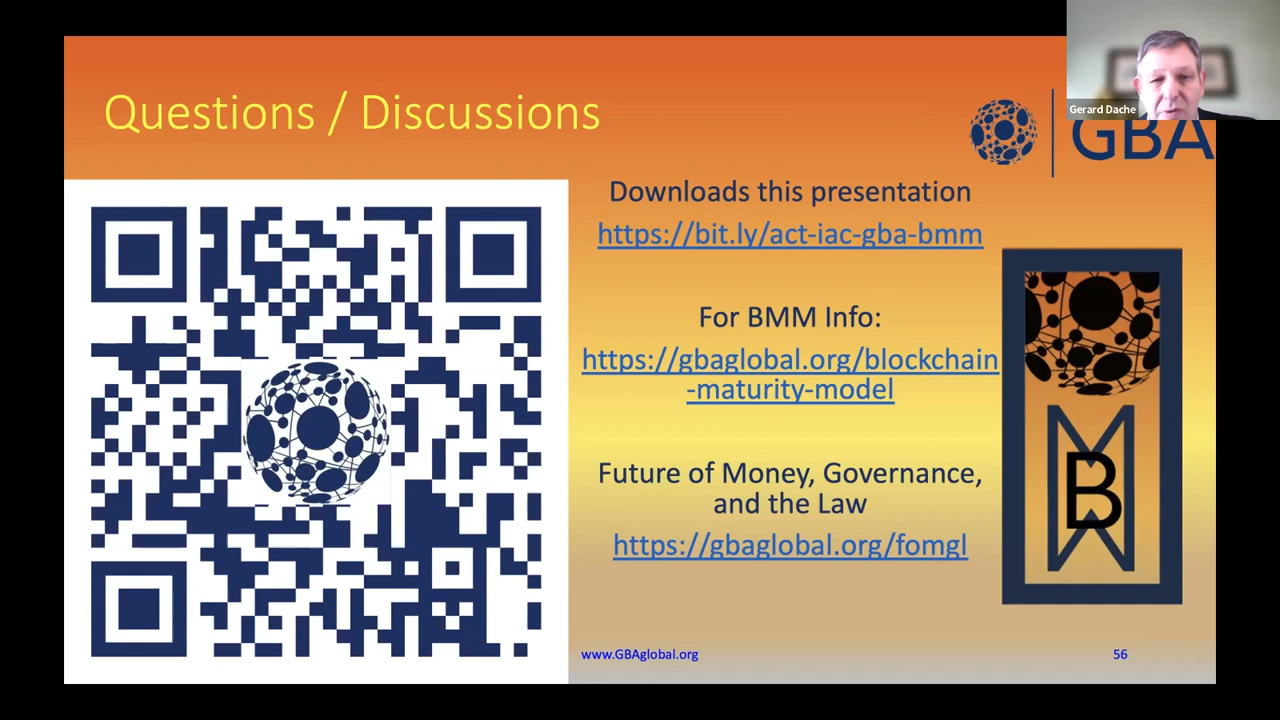 Questions / Discussions
Gerard Dache
GBA
Downloads this presentation
https://bit.ly/act-iac-gba-bmm
For BMM Info:
https://gbaglobal.org/blockchain
-maturity-model
Future of Money, Governance,
and the Law
https://gbaglobal.org/fomgl
B
M
www.GBAglobal.org
56